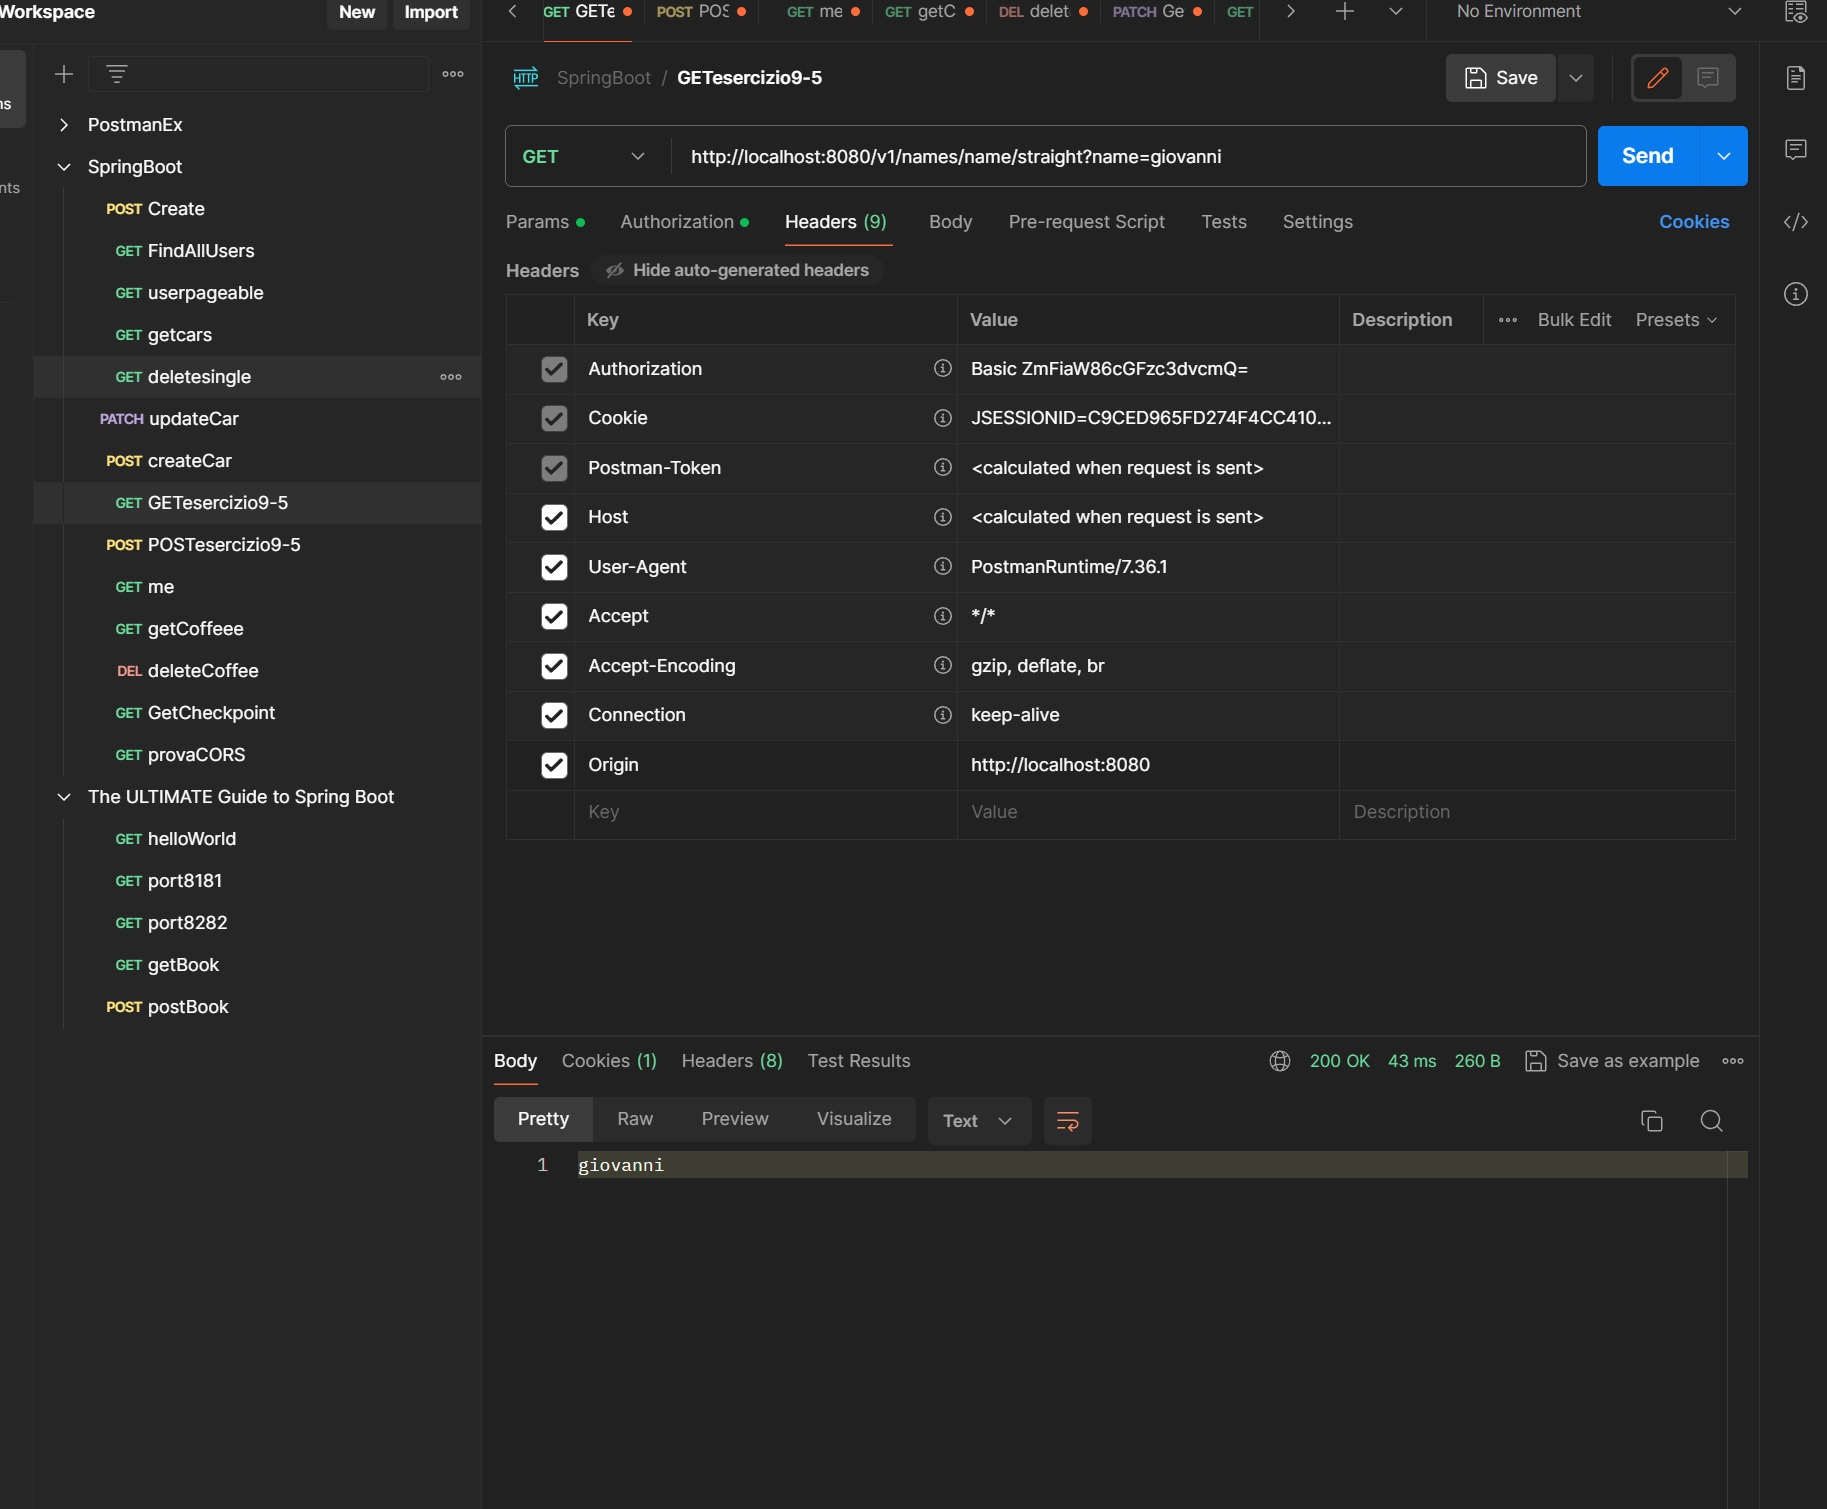 Workspace
New
Import
GET GETe
POST POS
GET me
GET getC
DEL delet
PATCH Ge
GET
No Environment
ns
nts
PostmanEx
SpringBoot
POST Create
GET FindAllUsers
GET userpageable
GET getcars
GET deletesingle
PATCH updateCar
POST createCar
GET GETesercizio9-5
POST POSTesercizio9-5
GET me
GET getCoffeee
DEL deleteCoffee
GET GetCheckpoint
GET provaCORS
The ULTIMATE Guide to Spring Boot
GET helloWorld
GET port8181
GET port8282
GET getBook
POST postBook
HTTP SpringBoot / GETesercizio9-5
Save
GET http://localhost:8080/v1/names/name/straight?name=giovanni
Send
Params Authorization Headers (9) Body Pre-request Script Tests Settings Cookies
Headers Hide auto-generated headers
Key Value Description Bulk Edit Presets
Authorization Basic ZmFiaW86cGFzc3dvcmQ=
Cookie JSESSIONID=C9CED965FD274F4CC410...
Postman-Token <calculated when request is sent>
Host <calculated when request is sent>
User-Agent PostmanRuntime/7.36.1
Accept */*
Accept-Encoding gzip, deflate, br
Connection keep-alive
Origin http://localhost:8080
Key Value Description
Body Cookies (1) Headers (8) Test Results 200 OK 43 ms 260 B Save as example
Pretty Raw Preview Visualize Text
1 giovanni